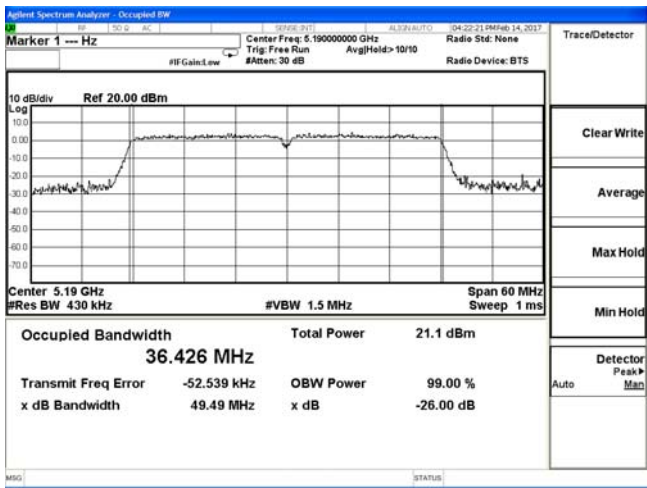 Agilent Spectrum Analyzer - Occupied BW
RF 50 Ω AC SENSE:INT ALIGN AUTO 04:22:21 PM Feb 14, 2017
Marker 1 --- Hz Center Freq: 5.190000000 GHz Radio Std: None Trace/Detector
Trig: Free Run Avg|Hold:> 10/10
#IFGain:Low #Atten: 30 dB Radio Device: BTS
10 dB/div Ref 20.00 dBm
Log
10.0
0.00
-10.0
-20.0
-30.0
-40.0
-50.0
-60.0
-70.0
Clear Write
Average
Max Hold
Min Hold
Center 5.19 GHz Span 60 MHz
#Res BW 430 kHz #VBW 1.5 MHz Sweep 1 ms
Occupied Bandwidth Total Power 21.1 dBm
36.426 MHz
Transmit Freq Error -52.539 kHz OBW Power 99.00 %
x dB Bandwidth 49.49 MHz x dB -26.00 dB
Detector
Peak▶
Auto Man
MSG STATUS